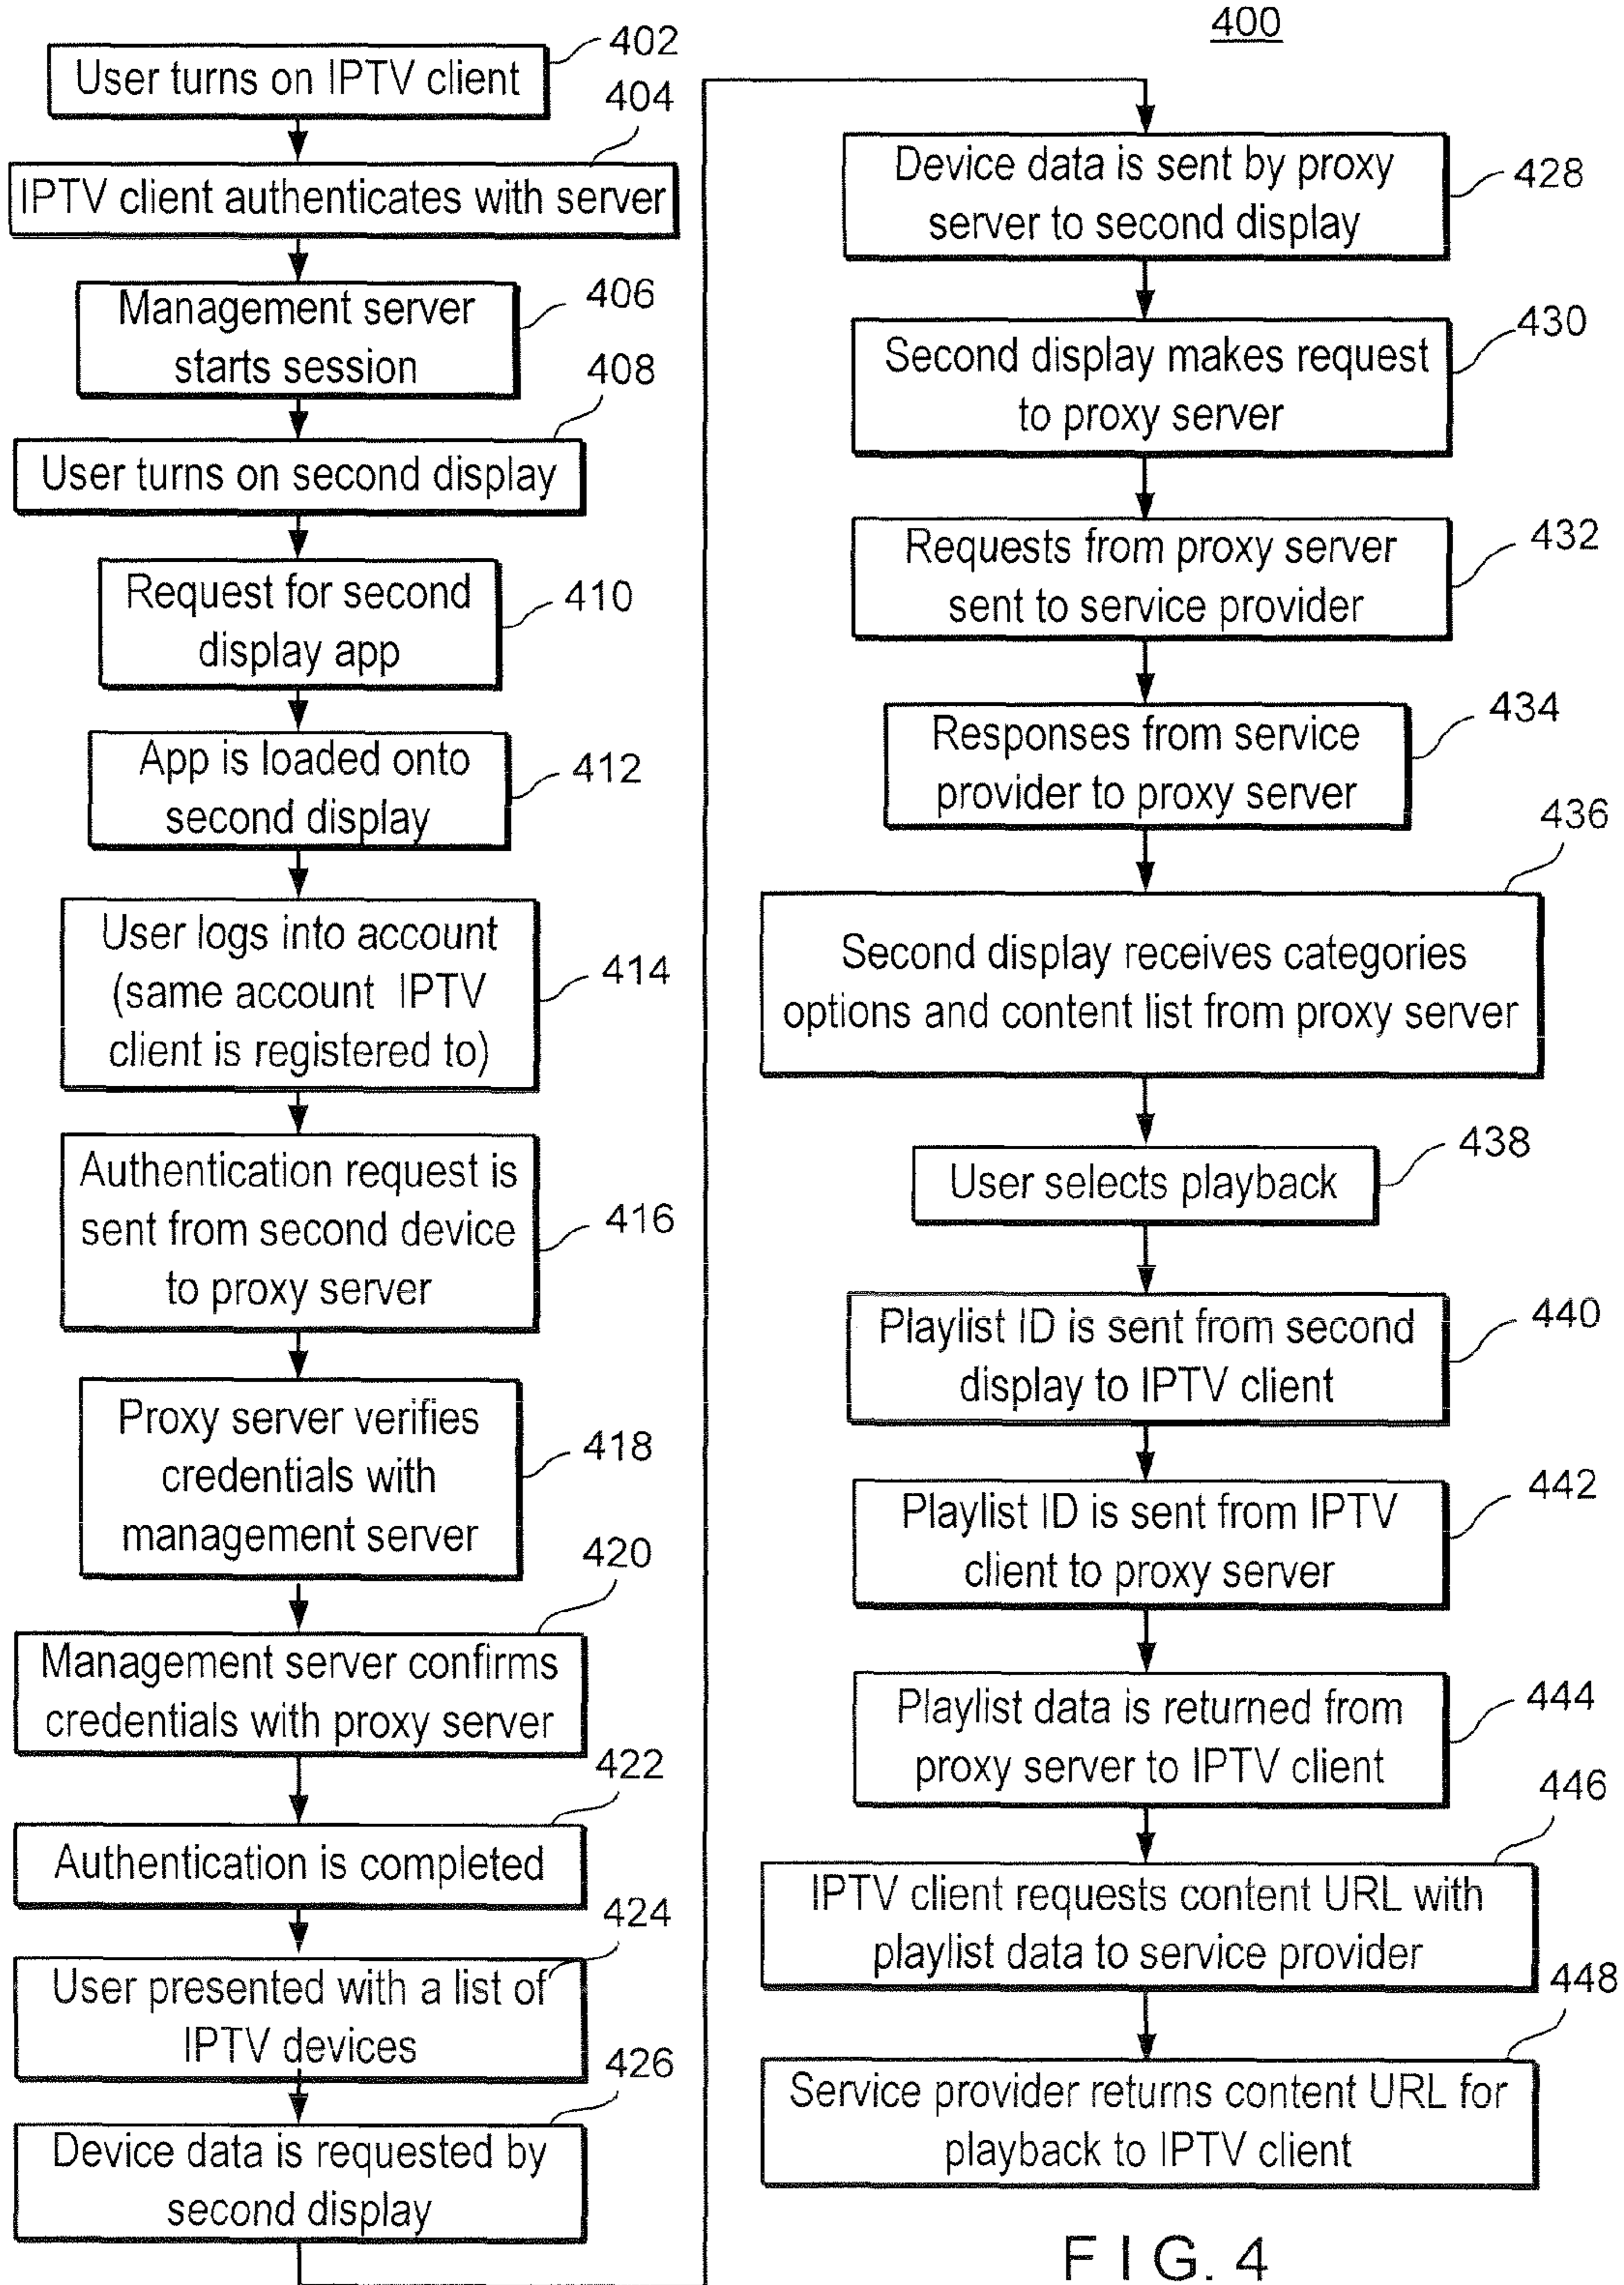 400
402
User turns on IPTV client
404
IPTV client authenticates with server
406
Management server
starts session
408
User turns on second display
Request for second
display app
410
App is loaded onto
second display
412
User logs into account
(same account IPTV
client is registered to)
414
Authentication request is
sent from second device
to proxy server
416
Proxy server verifies
credentials with
management server
418
420
Management server confirms
credentials with proxy server
422
Authentication is completed
424
User presented with a list of
IPTV devices
426
Device data is requested by
second display
Device data is sent by proxy
server to second display
428
430
Second display makes request
to proxy server
Requests from proxy server
sent to service provider
432
434
Responses from service
provider to proxy server
436
Second display receives categories
options and content list from proxy server
438
User selects playback
440
Playlist ID is sent from second
display to IPTV client
442
Playlist ID is sent from IPTV
client to proxy server
444
Playlist data is returned from
proxy server to IPTV client
446
IPTV client requests content URL with
playlist data to service provider
448
Service provider returns content URL for
playback to IPTV client
FIG. 4